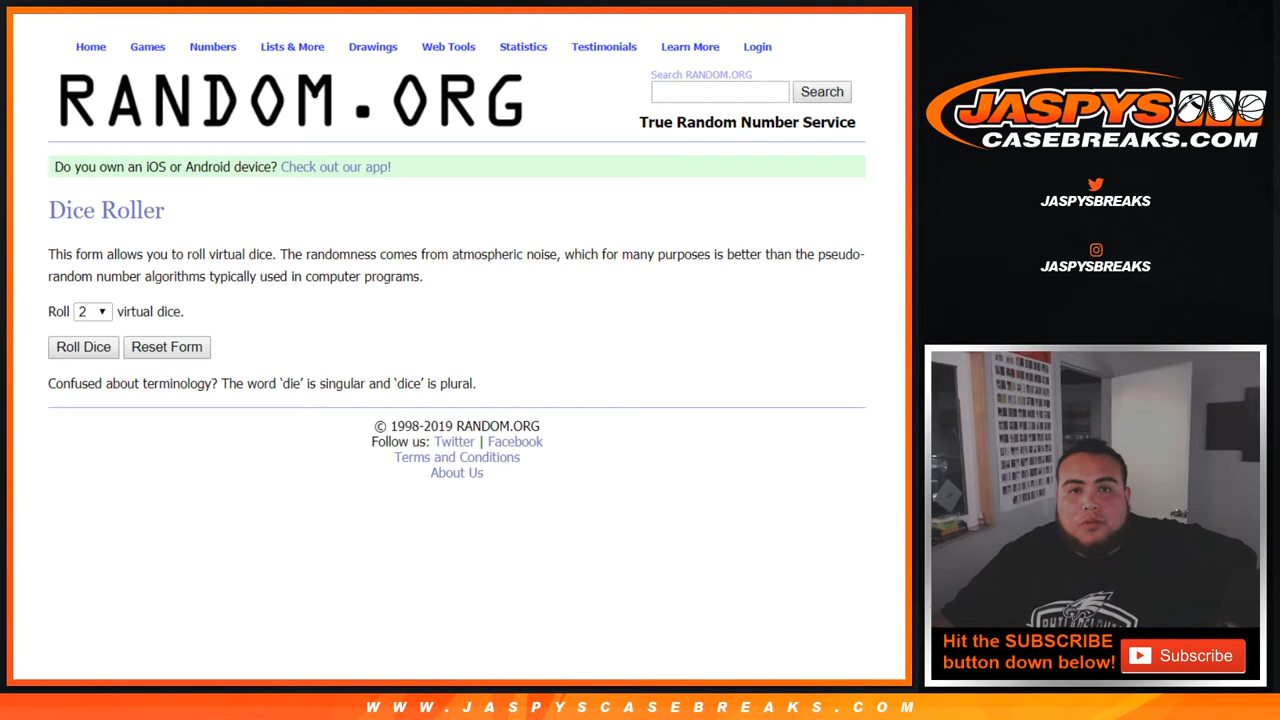 Home Games Numbers Lists & More Drawings Web Tools Statistics Testimonials Learn More Login
RANDOM.ORG
Search RANDOM.ORG
Search
True Random Number Service
Do you own an iOS or Android device? Check out our app!
Dice Roller
This form allows you to roll virtual dice. The randomness comes from atmospheric noise, which for many purposes is better than the pseudo-
random number algorithms typically used in computer programs.
Roll 2 virtual dice.
Roll Dice Reset Form
Confused about terminology? The word ‘die’ is singular and ‘dice’ is plural.
© 1998-2019 RANDOM.ORG
Follow us: Twitter | Facebook
Terms and Conditions
About Us
JASPYS
CASEBREAKS.COM
JASPYSBREAKS
JASPYSBREAKS
Hit the SUBSCRIBE
button down below!
Subscribe
WWW.JASPYSCASEBREAKS.COM